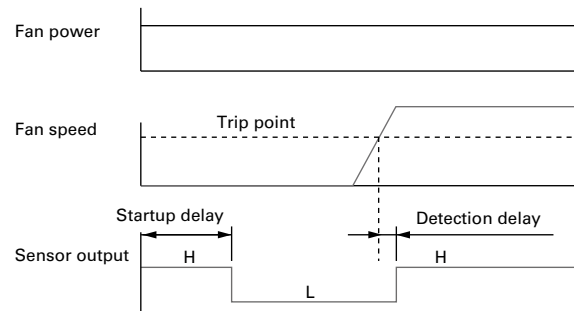 Fan power
Fan speed
Trip point
Startup delay
Detection delay
Sensor output
H
H
L